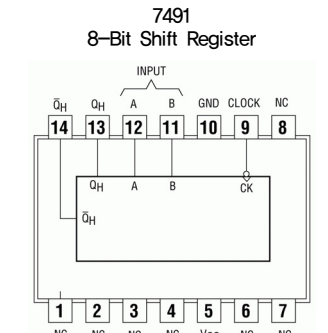 7491
8-Bit Shift Register
INPUT
Q̅H QH A B GND CLOCK NC
14 13 12 11 10 9 8
QH A B CK
Q̅H
1 2 3 4 5 6 7
NC NC NC NC Vcc NC NC